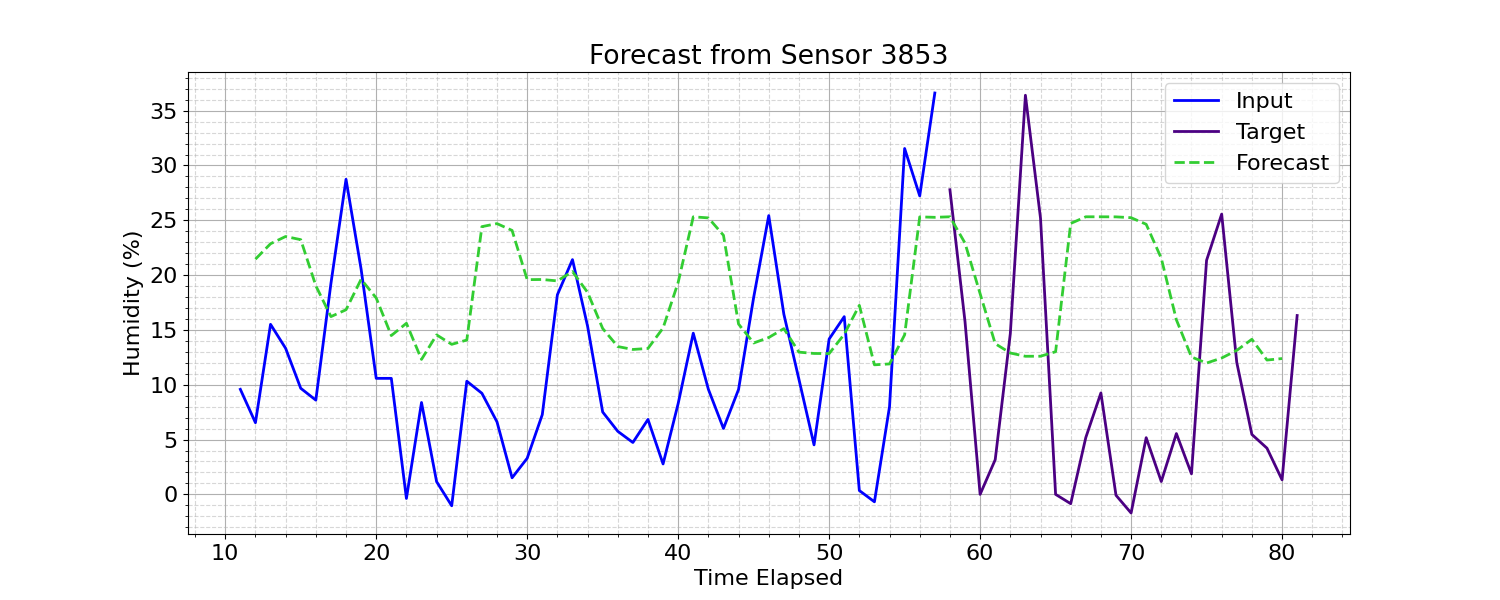 Forecast from Sensor 3853
Humidity (%)
35
30
25
20
15
10
5
0
10 20 30 40 50 60 70 80
Time Elapsed
Input
Target
Forecast